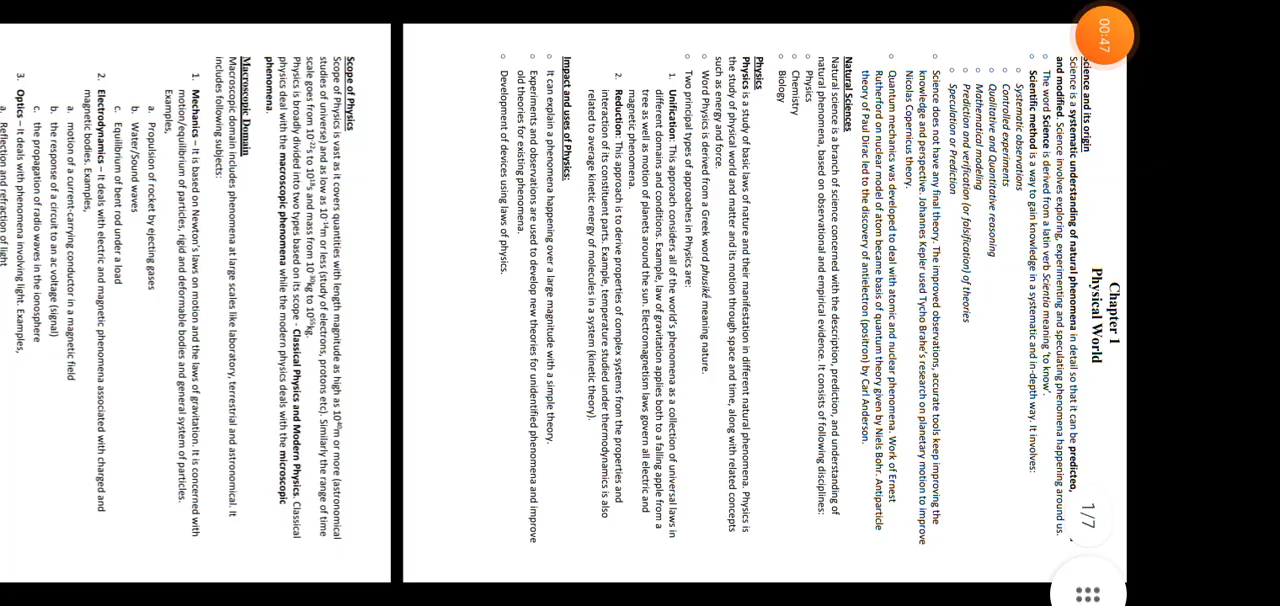 00:47
1/7
Chapter 1
Physical World
Science and its origin
Science is a systematic understanding of natural phenomena in detail so that it can be predicted,
and modified. Science involves exploring, experimenting and speculating phenomena happening around us.
○ The word Science is derived from a latin verb Scientia meaning 'to know'.
○ Scientific method is a way to gain knowledge in a systematic and in-depth way. It involves:
○ Systematic observations
○ Controlled experiments
○ Qualitative and Quantitative reasoning
○ Mathematical modeling
○ Prediction and verification (or falsification) of theories
○ Speculation or Prediction
○ Science does not have any final theory. The improved observations, accurate tools keep improving the
knowledge and perspective. Johannes Kepler used Tycho Brahe's research on planetary motion to improve
Nicolas Copernicus theory.
○ Quantum mechanics was developed to deal with atomic and nuclear phenomena. Work of Ernest
Rutherford on nuclear model of atom became basis of quantum theory given by Niels Bohr. Antiparticle
theory of Paul Dirac led to the discovery of antielectron (positron) by Carl Anderson.
Natural Sciences
Natural science is a branch of science concerned with the description, prediction, and understanding of
natural phenomena, based on observational and empirical evidence. It consists of following disciplines:
○ Physics
○ Chemistry
○ Biology
Physics
Physics is a study of basic laws of nature and their manifestation in different natural phenomena. Physics is
the study of physical world and matter and its motion through space and time, along with related concepts
such as energy and force.
○ Word Physics is derived from a Greek word phusikē meaning nature.
○ Two principal types of approaches in Physics are:
1. Unification: This approach considers all of the world's phenomena as a collection of universal laws in
different domains and conditions. Example, law of gravitation applies both to a falling apple from a
tree as well as motion of planets around the sun. Electromagnetism laws govern all electric and
magnetic phenomena.
2. Reduction: This approach is to derive properties of complex systems from the properties and
interaction of its constituent parts. Example, temperature studied under thermodynamics is also
related to average kinetic energy of molecules in a system (kinetic theory).
Impact and uses of Physics:
○ It can explain a phenomena happening over a large magnitude with a simple theory.
○ Experiments and observations are used to develop new theories for unidentified phenomena and improve
old theories for existing phenomena.
○ Development of devices using laws of physics.
Scope of Physics
Scope of Physics is vast as it covers quantities with length magnitude as high as 10⁴⁰m or more (astronomical
studies of universe) and as low as 10⁻¹⁴m or less (study of electrons, protons etc). Similarly the range of time
scale goes from 10⁻²²s to 10¹⁸s and mass from 10⁻³⁰kg to 10⁵⁵kg.
Physics is broadly divided into two types based on its scope - Classical Physics and Modern Physics. Classical
physics deal with the macroscopic phenomena while the modern physics deals with the microscopic
phenomena.
Macroscopic Domain
Macroscopic domain includes phenomena at large scales like laboratory, terrestrial and astronomical. It
includes following subjects:
1. Mechanics – It is based on Newton's laws on motion and the laws of gravitation. It is concerned with
motion/equilibrium of particles, rigid and deformable bodies and general system of particles.
Examples,
a. Propulsion of rocket by ejecting gases
b. Water/Sound waves
c. Equilibrium of bent rod under a load
2. Electrodynamics – It deals with electric and magnetic phenomena associated with charged and
magnetic bodies. Examples,
a. motion of a current-carrying conductor in a magnetic field
b. the response of a circuit to an ac voltage (signal)
c. the propagation of radio waves in the ionosphere
3. Optics – It deals with phenomena involving light. Examples,
a. Reflection and refraction of light